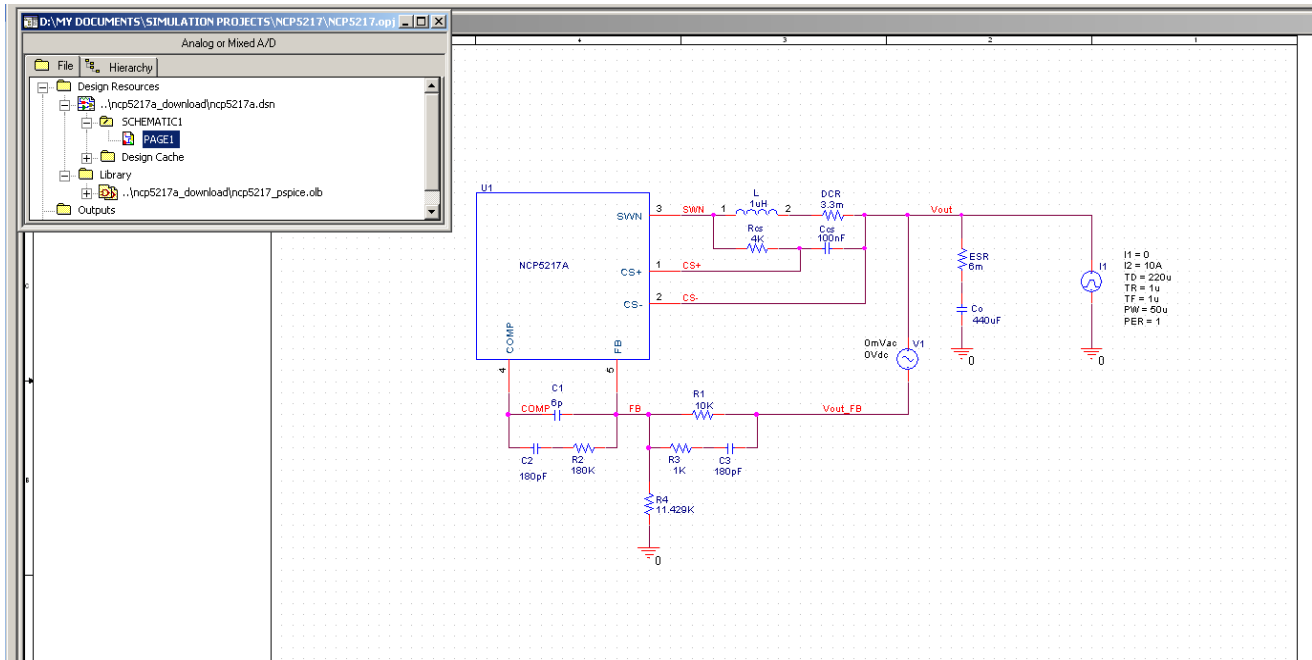 D:\MY DOCUMENTS\SIMULATION PROJECTS\NCP5217\NCP5217.opj
Analog or Mixed A/D
File
Hierarchy
Design Resources
..\ncp5217a_download\ncp5217a.dsn
SCHEMATIC1
PAGE1
Design Cache
Library
..\ncp5217a_download\ncp5217_pspice.olb
Outputs
4
3
2
1
C
B
U1
NCP5217A
SWN
3
SWN
CS+
1
CS+
CS-
2
CS-
COMP
4
FB
5
L
1
1uH
2
DCR
3.3m
Rcs
4K
Ccs
100nF
Vout
ESR
6m
Co
440uF
0
I1
0
I1 = 0
I2 = 10A
TD = 220u
TR = 1u
TF = 1u
PW = 50u
PER = 1
0mVac
0Vdc
V1
C1
COMP
6p
FB
R1
10K
Vout_FB
C2
180pF
R2
180K
R3
1K
C3
180pF
R4
11.429K
0